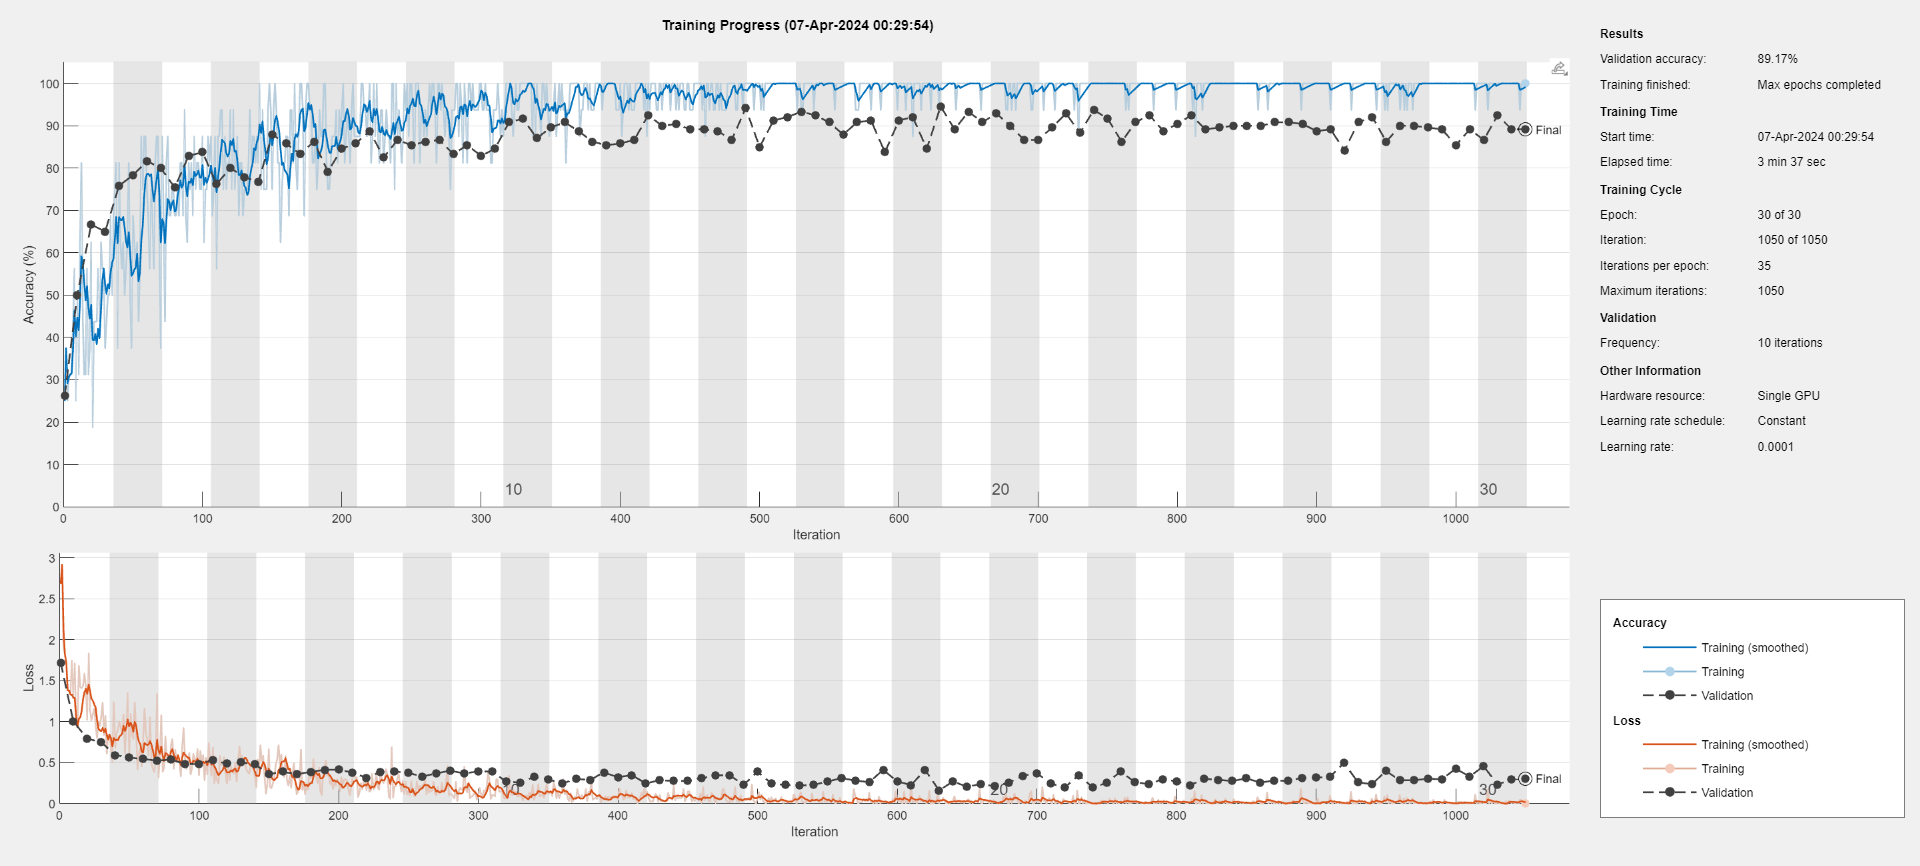 Training Progress (07-Apr-2024 00:29:54)
100
90
80
70
60
50
40
30
20
10
0
Accuracy (%)
10
20
30
Final
0 100 200 300 400 500 600 700 800 900 1000
Iteration
3
2.5
2
1.5
1
0.5
0
Loss
20
30
Final
0 100 200 300 400 500 600 700 800 900 1000
Iteration
Results
Validation accuracy: 89.17%
Training finished: Max epochs completed
Training Time
Start time: 07-Apr-2024 00:29:54
Elapsed time: 3 min 37 sec
Training Cycle
Epoch: 30 of 30
Iteration: 1050 of 1050
Iterations per epoch: 35
Maximum iterations: 1050
Validation
Frequency: 10 iterations
Other Information
Hardware resource: Single GPU
Learning rate schedule: Constant
Learning rate: 0.0001
Accuracy
Training (smoothed)
Training
Validation
Loss
Training (smoothed)
Training
Validation